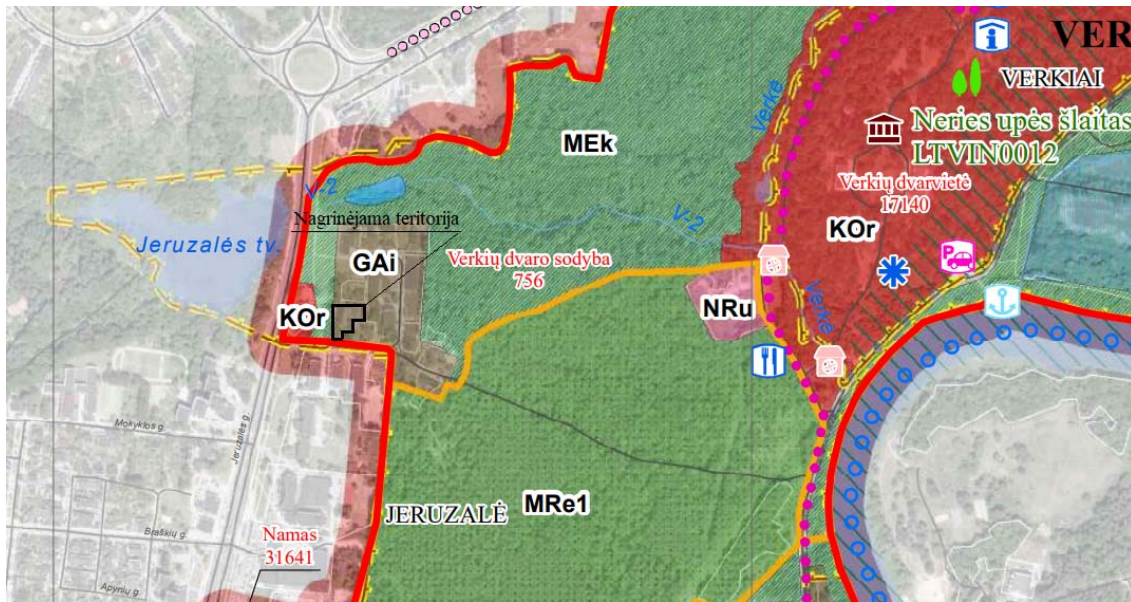 VER
VERKIAI
Neries upės šlaitas
LTVIN0012
Verkių dvarvietė
17140
KOr
MEk
Verkė
V-2
V-2
Nagrinėjama teritorija
Jeruzalės tv.
GAi
Verkių dvaro sodyba
756
KOr
NRu
Verkė
P
Mokyklos g.
Jeruzalės g.
MRe1
JERUZALĖ
Braškių g.
Namas
31641
Apynių g.